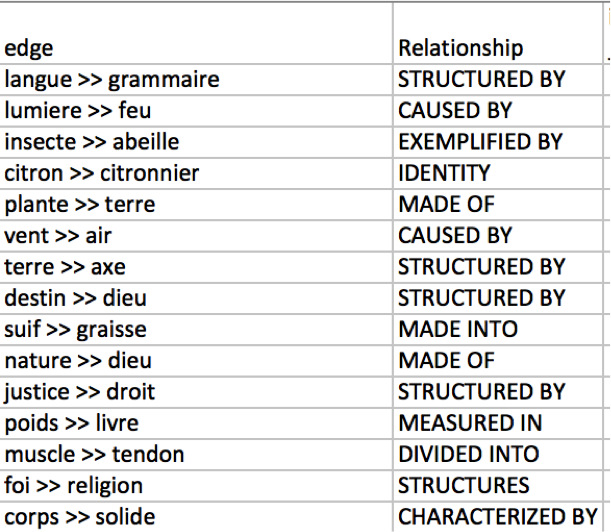 edge Relationship
langue >> grammaire STRUCTURED BY
lumiere >> feu CAUSED BY
insecte >> abeille EXEMPLIFIED BY
citron >> citronnier IDENTITY
plante >> terre MADE OF
vent >> air CAUSED BY
terre >> axe STRUCTURED BY
destin >> dieu STRUCTURED BY
suif >> graisse MADE INTO
nature >> dieu MADE OF
justice >> droit STRUCTURED BY
poids >> livre MEASURED IN
muscle >> tendon DIVIDED INTO
foi >> religion STRUCTURES
corps >> solide CHARACTERIZED BY